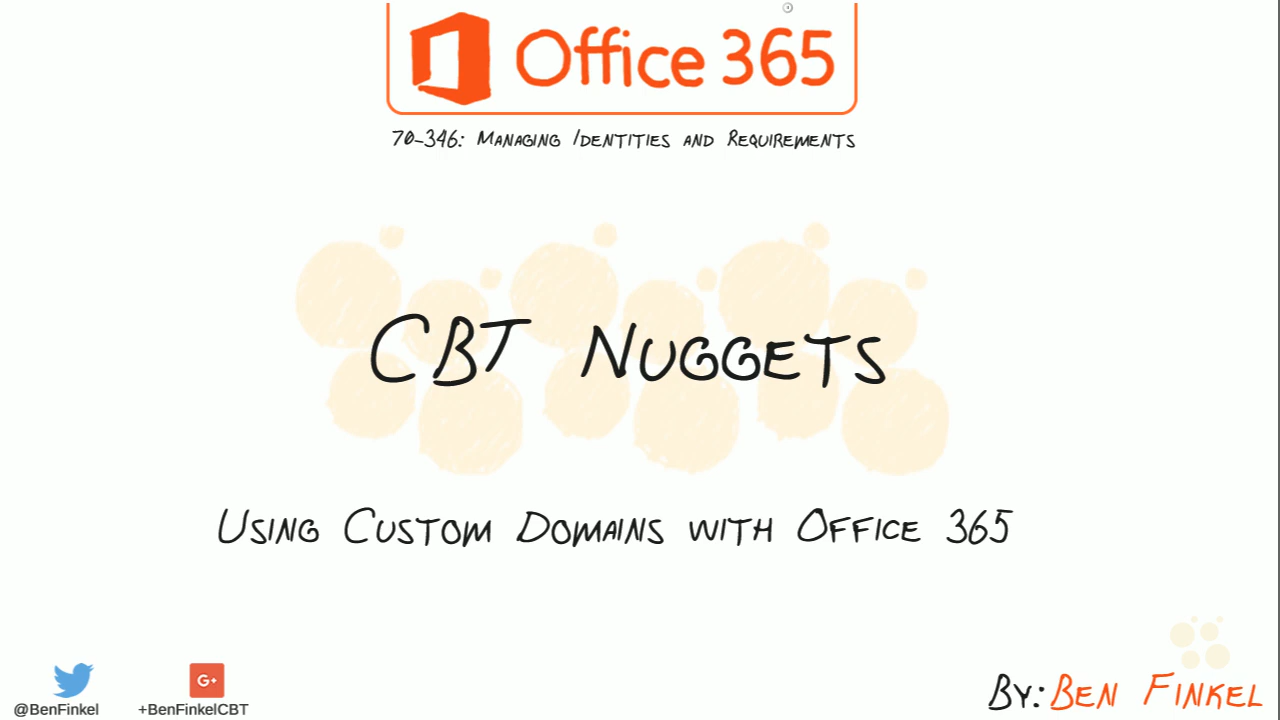 Office 365
70-346: Managing Identities and Requirements
CBT Nuggets
Using Custom Domains with Office 365
G+
@BenFinkel +BenFinkelCBT
By: Ben Finkel